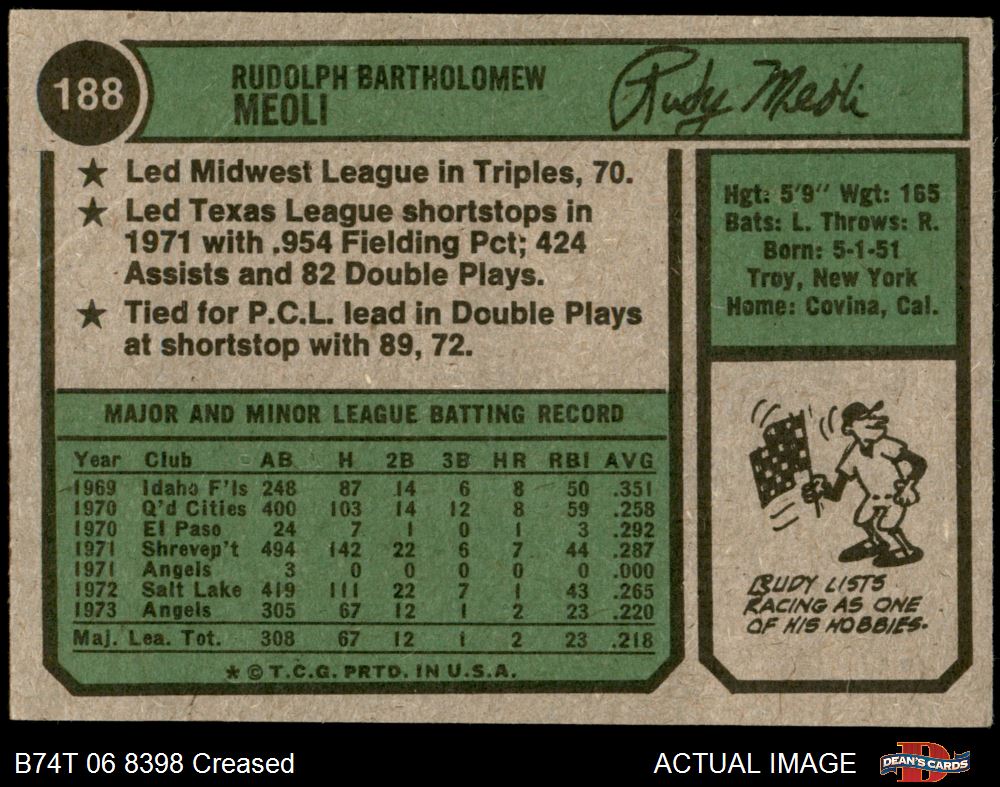 188
RUDOLPH BARTHOLOMEW
MEOLI
Rudy Meoli
★ Led Midwest League in Triples, 70.
★ Led Texas League shortstops in
1971 with .954 Fielding Pct; 424
Assists and 82 Double Plays.
★ Tied for P.C.L. lead in Double Plays
at shortstop with 89, 72.
Hgt: 5'9" Wgt: 165
Bats: L. Throws: R.
Born: 5-1-51
Troy, New York
Home: Covina, Cal.
MAJOR AND MINOR LEAGUE BATTING RECORD
Year Club AB H 2B 3B HR RBI AVG
1969 Idaho F'ls 248 87 14 6 8 50 .351
1970 Q'd Cities 400 103 14 12 8 59 .258
1970 El Paso 24 7 1 0 1 3 .292
1971 Shrevep't 494 142 22 6 7 44 .287
1971 Angels 3 0 0 0 0 0 .000
1972 Salt Lake 419 111 22 7 1 43 .265
1973 Angels 305 67 12 1 2 23 .220
Maj. Lea. Tot. 308 67 12 1 2 23 .218
* © T.C.G. PRTD. IN U.S.A.
RUDY LISTS
RACING AS ONE
OF HIS HOBBIES.
B74T 06 8398 Creased
ACTUAL IMAGE
D
DEAN'S CARDS